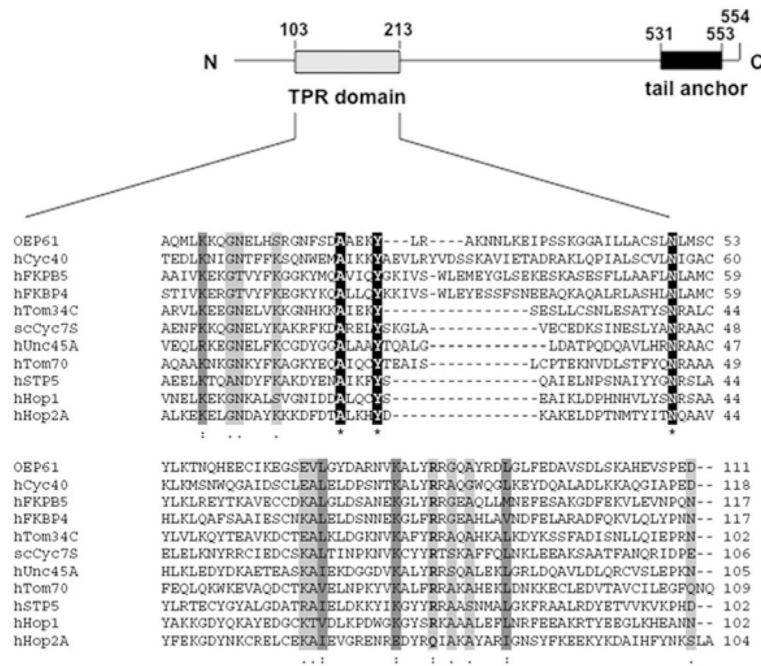 103 213 531 553 554
N C
TPR domain tail anchor
OEP61 AQMLKKQGNELHSRGNFSDAAEKY---LR----AKNNLKEIPSSKGGAILLACSLNLMSC 53
hCyc40 TEDLKNIGNTFFKSQNWEMAIKKYAEVLRYVDSSKAVIETADRAKLQPIALSCVLNIGAC 60
hFKPB5 AAIVKEKGTVYFKGGKYMQAVIQYGKIVS-WLEMEYGLSEKESKASESFLLAAFLNLAMC 59
hFKBP4 STIVKERGTVYFKEGKYKQALLQYKKIVS-WLEYESSFSNEEAQKAQALRLASHLNLAMC 59
hTom34C ARVLKEEGNELVKKGNHKKAIEKYS---------------SESLLCSNLESATYSNRALC 44
scCyc7S AENFKKQGNELYKAKRFDKARELYSKGLA-----------VECEDKSINESLYANRAAC 48
hUnc45A VEQLRKEGNELFKCGDYGGALAAYTQALG------------LDATPQDQAVLHRNRAAC 47
hTom70 AQAAKNKGNKYFKAGKYEQAIQCYTEAIS----------LCPTEKNVDLSTFYQNRAAA 49
hSTP5 AEELKTQANDYFKAKDYENAIKFYS---------------QAIELNPSNAIYYGNRSLA 44
hHop1 VNELKEKGNKALSVGNIDDALQCYS---------------EAIKLDPHNHVLYSNRSAA 44
hHop2A ALKEKELGNDAYKKKDFDTALKHYD---------------KAKELDPTNMTYITNQAAV 44
: .. . * * *
OEP61 YLKTNQHEECIKEGSEVLGYDARNVKALYRRGQAYRDLGLFEDAVSDLSKAHEVSPED-- 111
hCyc40 KLKMSNWQGAIDSCLEALELDPSNTKALYRRAQGWQGLKEYDQALADLKKAQGIAPED-- 118
hFKPB5 YLKLREYTKAVECCDKALGLDSANEKGLYRRGEAQLLMNEFESAKGDFEKVLEVNPQN-- 117
hFKBP4 HLKLQAFSAAIESCNKALELDSNNEKGLFRRGEAHLAVNDFELARADFQKVLQLYPNN-- 117
hTom34C YLVLKQYTEAVKDCTEALKLDGKNVKAFYRRAQAHKALKDYKSSFADISNLLQIEPRN-- 102
scCyc7S ELELKNYRRCIEDCSKALTINPKNVKCYYRTSKAFFQLNKLEEAKSAATFANQRIDPE-- 106
hUnc45A HLKLEDYDKAETEASKAIEKDGGDVKALYRRSQALEKLGRLDQAVLDLQRCVSLEPKN-- 105
hTom70 FEQLQKWKEVAQDCTKAVELNPKYVKALFRRAKAHEKLDNKKECLEDVTAVCILEGFQNQ 109
hSTP5 YLRTECYGYALGDATRAIELDKKYIKGYYRRAASNMALGKFRAALRDYETVVKVKPHD-- 102
hHop1 YAKKGDYQKAYEDGCKTVDLKPDWGKGYSRKAAALEFLNRFEEAKRTYEEGLKHEANN-- 102
hHop2A YFEKGDYNKCRELCEKAIEVGRENREDYRQIAKAYARIGNSYFKEEKYKDAIHFYNKSLA 104
.. : : : . . : .